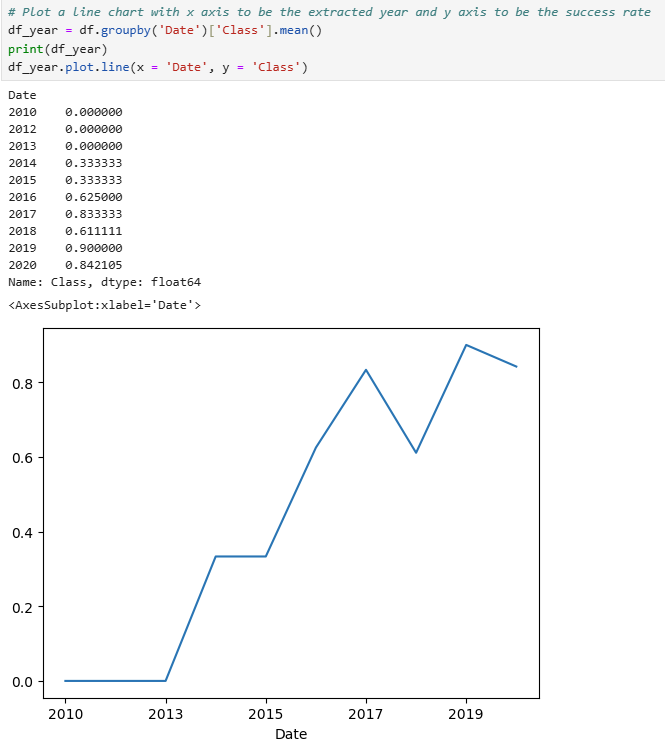 # Plot a line chart with x axis to be the extracted year and y axis to be the success rate
df_year = df.groupby('Date')['Class'].mean()
print(df_year)
df_year.plot.line(x = 'Date', y = 'Class')
Date
2010    0.000000
2012    0.000000
2013    0.000000
2014    0.333333
2015    0.333333
2016    0.625000
2017    0.833333
2018    0.611111
2019    0.900000
2020    0.842105
Name: Class, dtype: float64
<AxesSubplot:xlabel='Date'>
0.8
0.6
0.4
0.2
0.0
2010 2013 2015 2017 2019
Date